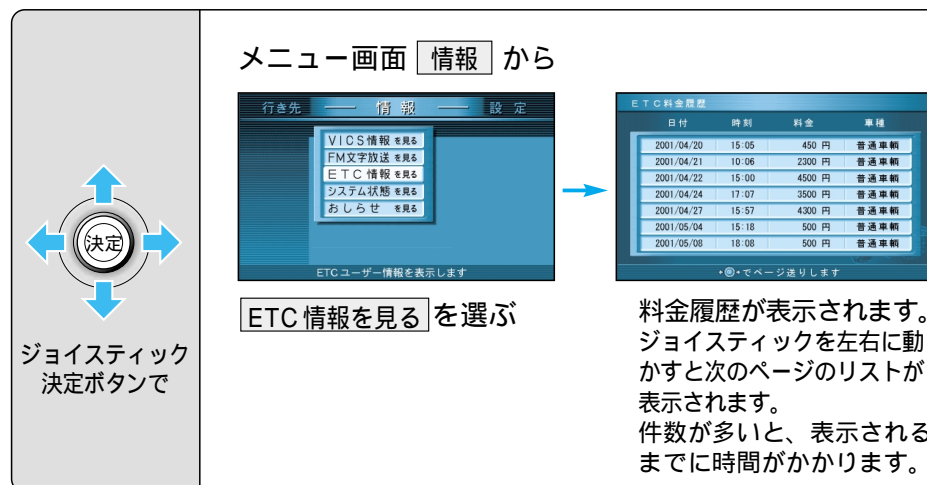 決定
ジョイスティック
決定ボタンで
メニュー画面 情報 から
行き先 情報 設定
VICS情報 を見る
FM文字放送 を見る
ETC情報 を見る
システム状態 を見る
おしらせ を見る
ETCユーザー情報を表示します
ETC情報を見る を選ぶ
ETC料金履歴
日付 時刻 料金 車種
2001/04/20 15:05 450 円 普通車輌
2001/04/21 10:06 2300 円 普通車輌
2001/04/22 15:00 4500 円 普通車輌
2001/04/24 17:07 3500 円 普通車輌
2001/04/27 15:57 4300 円 普通車輌
2001/05/04 15:18 500 円 普通車輌
2001/05/08 18:08 500 円 普通車輌
でページ送りします
料金履歴が表示されます。
ジョイスティックを左右に動
かすと次のページのリストが
表示されます。
件数が多いと、表示される
までに時間がかかります。